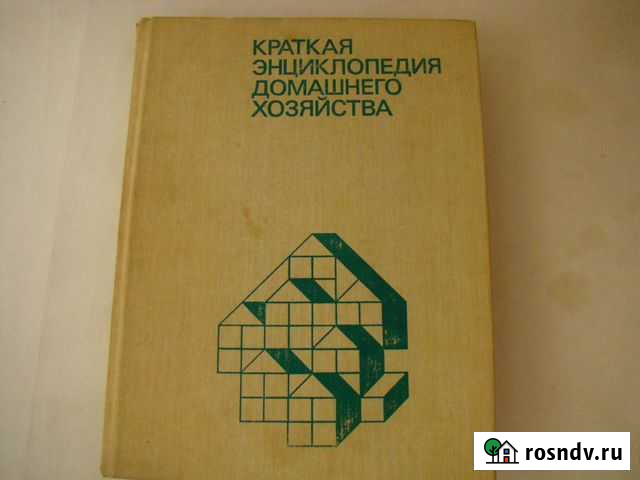 КРАТКАЯ
ЭНЦИКЛОПЕДИЯ
ДОМАШНЕГО
ХОЗЯЙСТВА
rosndv.ru